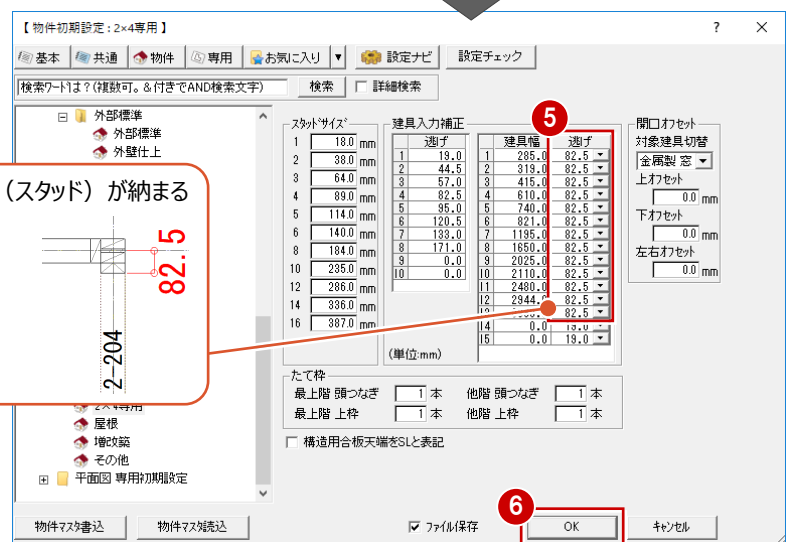 【 物件初期設定 : 2×4専用 】
基本 共通 物件 専用 お気に入り 設定ナビ 設定チェック
検索ワードは？(複数可。＆付きでAND検索文字) 検索 詳細検索
外部標準
外部標準
外壁仕上
(スタッド) が納まる
82.5
2-204
2×4専用
屋根
増改築
その他
平面図 専用初期設定
スタッドサイズ
1 18.0 mm
2 38.0 mm
3 64.0 mm
4 89.0 mm
5 114.0 mm
6 140.0 mm
8 184.0 mm
10 235.0 mm
12 286.0 mm
14 336.0 mm
16 387.0 mm
建具入力補正
逃げ
1 19.0
2 44.5
3 57.0
4 82.5
5 95.0
6 120.5
7 133.0
8 171.0
9 0.0
10 0.0
(単位:mm)
5
建具幅 逃げ
1 285.0 82.5
2 319.0 82.5
3 415.0 82.5
4 610.0 82.5
5 740.0 82.5
6 821.0 82.5
7 1195.0 82.5
8 1650.0 82.5
9 2025.0 82.5
10 2110.0 82.5
11 2480.0 82.5
12 2944.0 82.5
82.5
14 0.0 19.0
15 0.0 19.0
開口オフセット
対象建具切替
金属製 窓
上オフセット
0.0 mm
下オフセット
0.0 mm
左右オフセット
0.0 mm
たて枠
最上階 頭つなぎ 1 本 他階 頭つなぎ 1 本
最上階 上枠 1 本 他階 上枠 1 本
構造用合板天端をSLと表記
6
物件マスタ書込 物件マスタ読込 ファイル保存 OK キャンセル